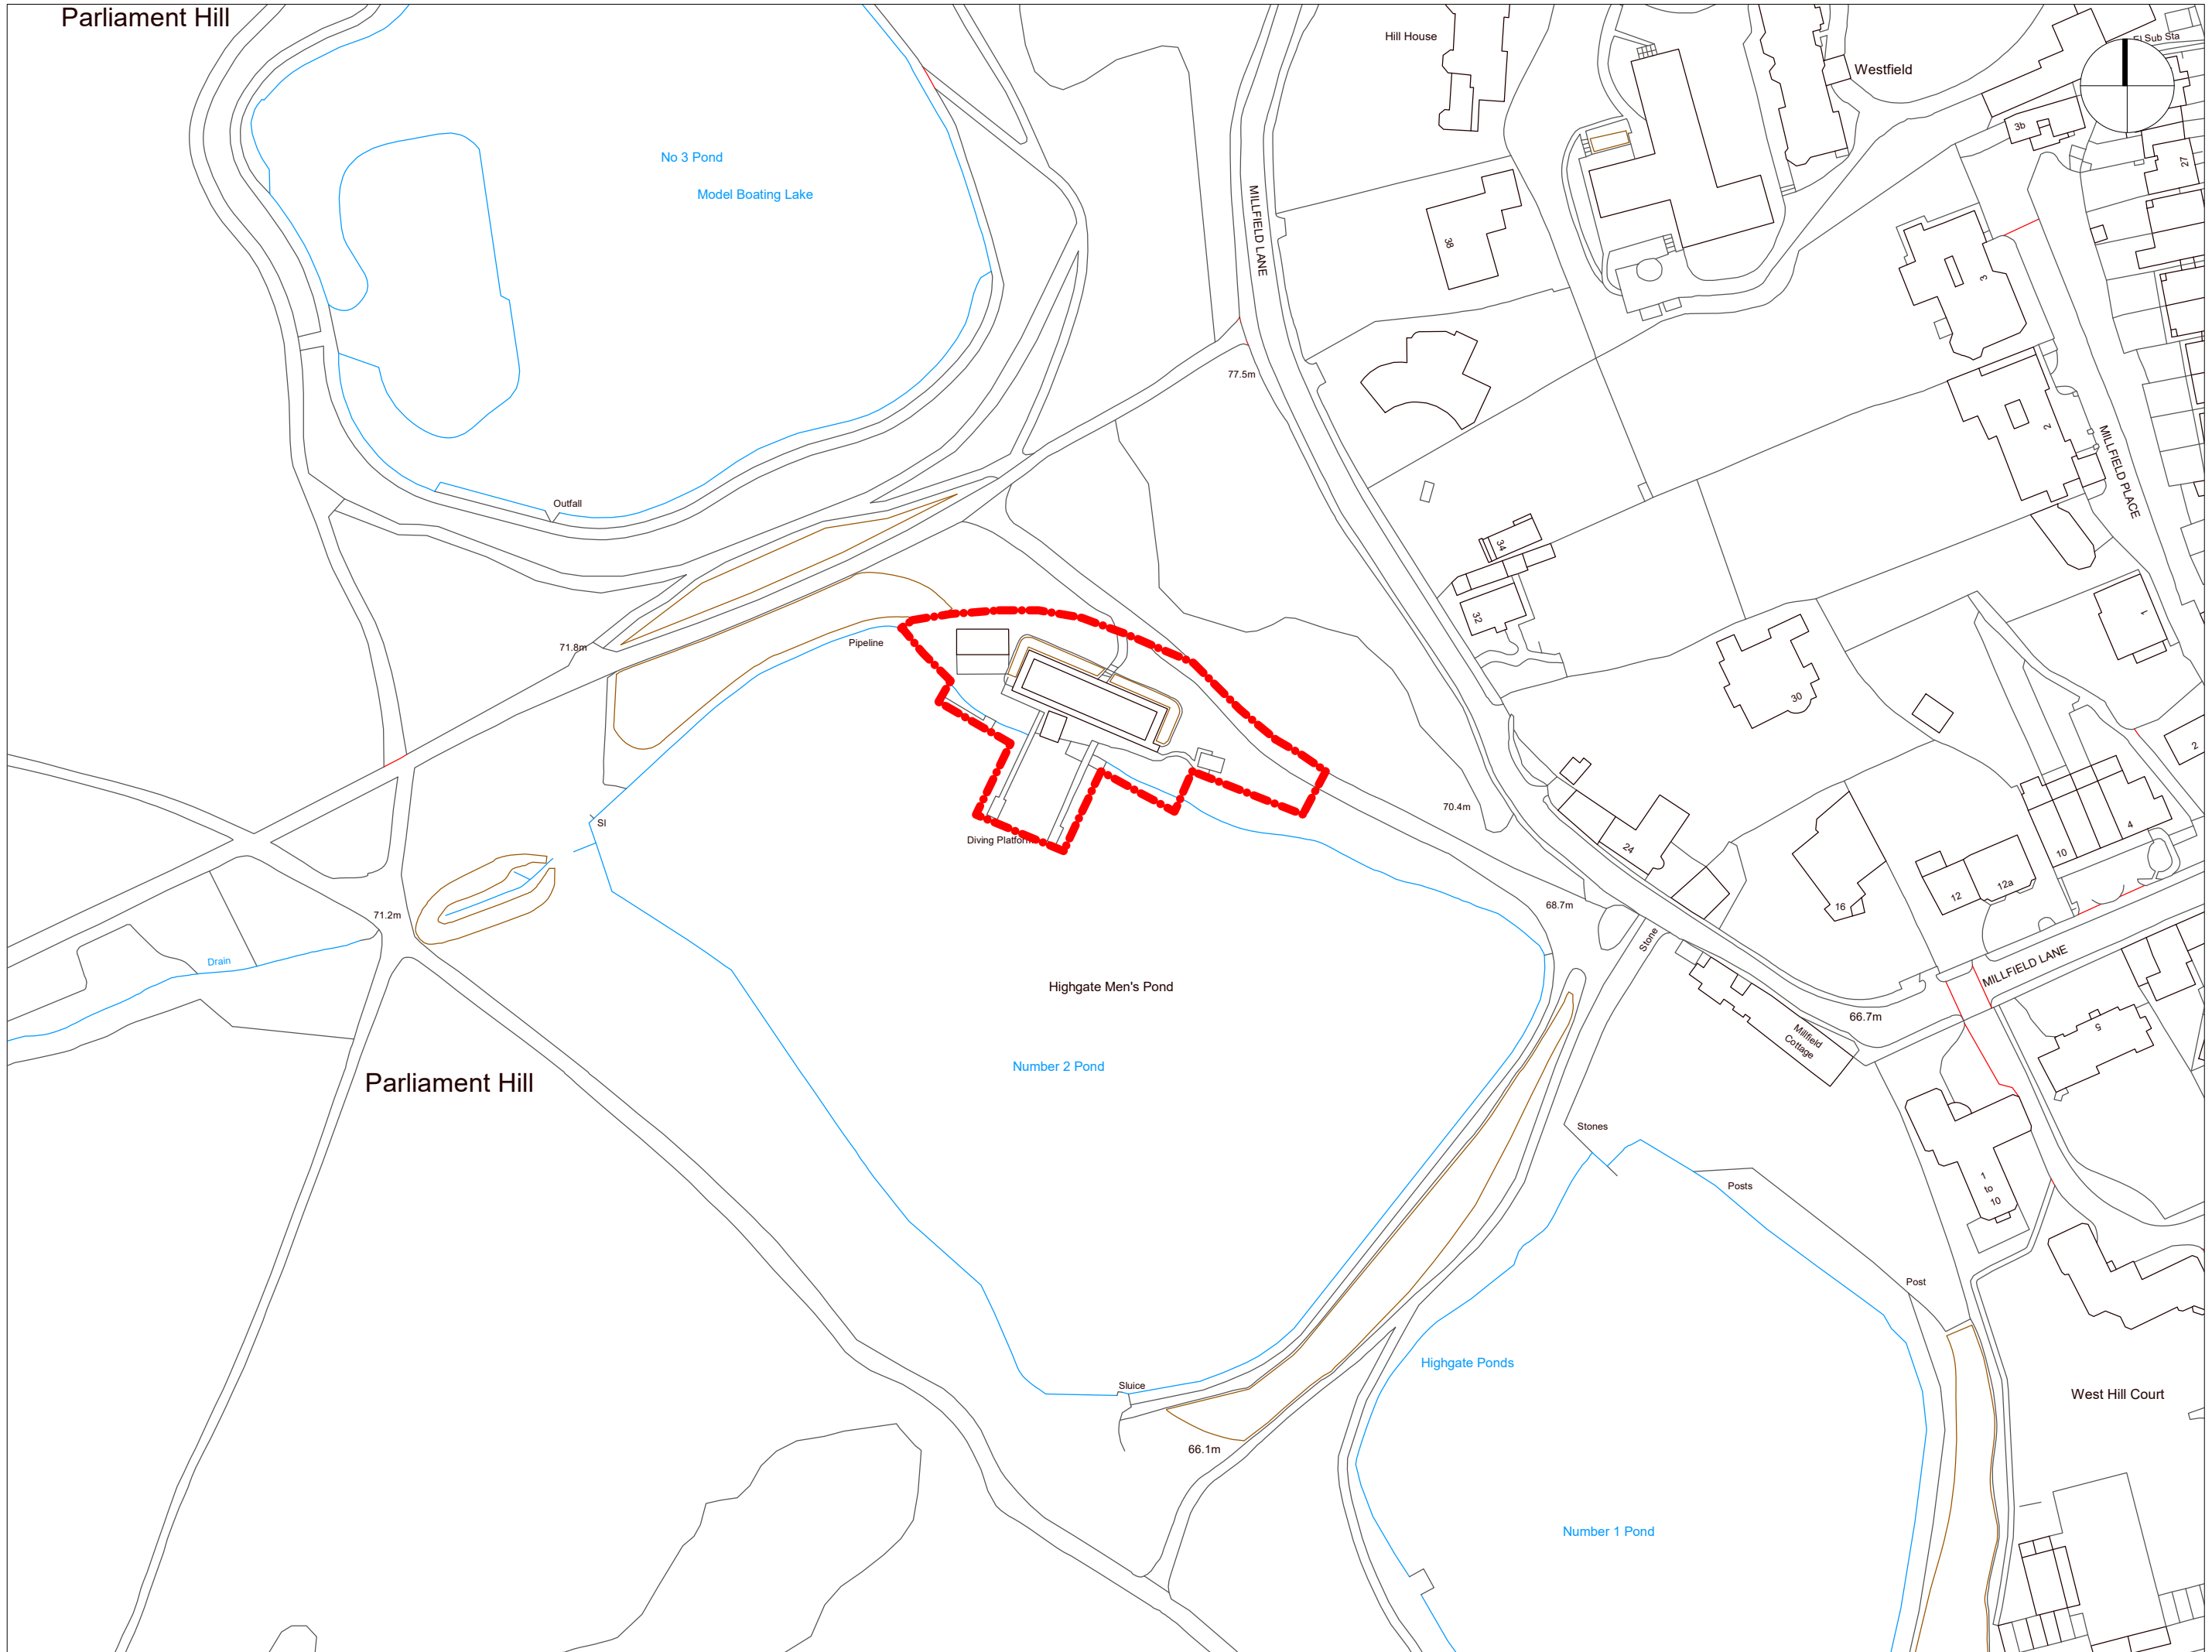 Parliament Hill
Hill House
El Sub Sta
Westfield
3b
27
No 3 Pond
Model Boating Lake
MILLFIELD LANE
38
3
77.5m
2
MILLFIELD PLACE
Outfall
34
32
1
71.8m
Pipeline
30
2
Sl
Diving Platform
70.4m
24
4
10
12
12a
16
68.7m
71.2m
Drain
Stone
Highgate Men's Pond
MILLFIELD LANE
66.7m
5
Millfield
Cottage
Number 2 Pond
Parliament Hill
Stones
Posts
1
to
10
Post
Highgate Ponds
Sluice
West Hill Court
66.1m
Number 1 Pond